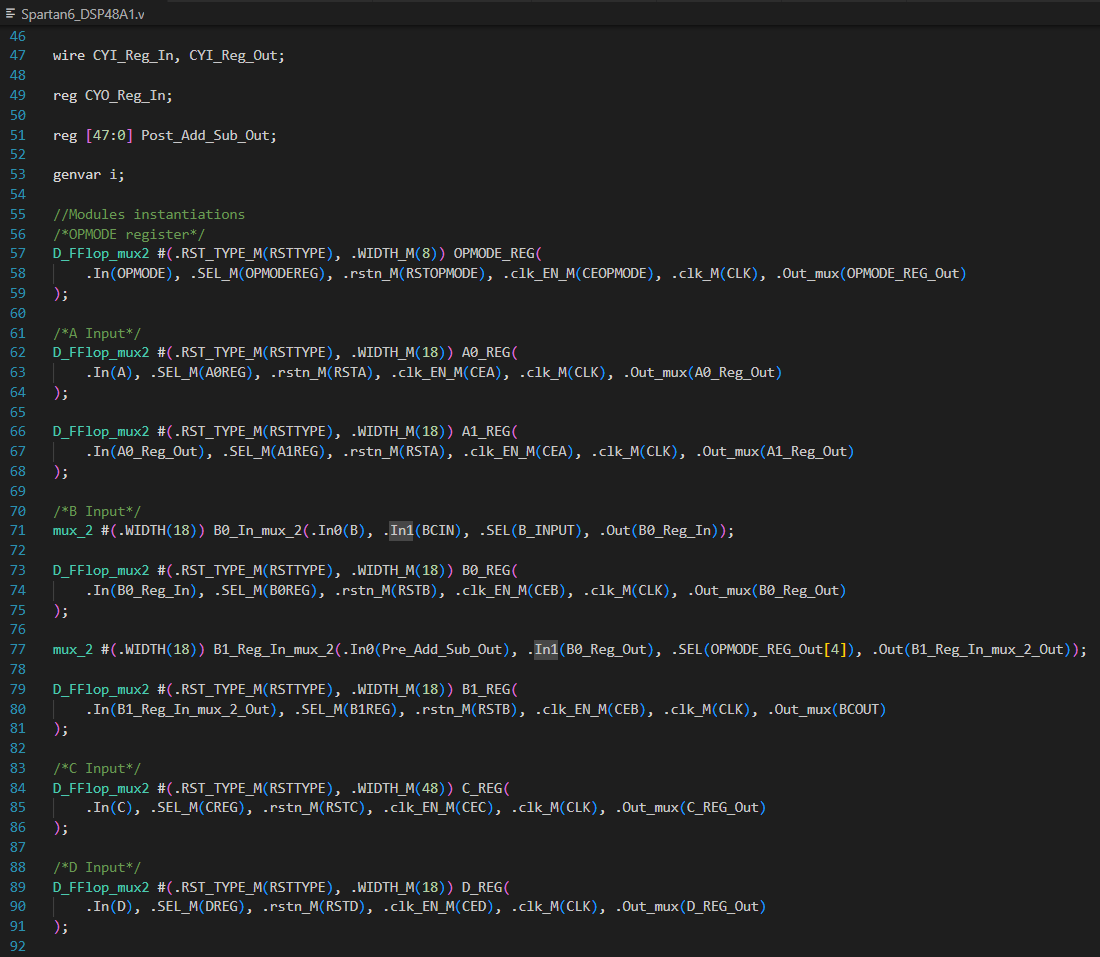 Spartan6_DSP48A1.v
46
47 wire CYI_Reg_In, CYI_Reg_Out;
48
49 reg CYO_Reg_In;
50
51 reg [47:0] Post_Add_Sub_Out;
52
53 genvar i;
54
55 //Modules instantiations
56 /*OPMODE register*/
57 D_FFlop_mux2 #(.RST_TYPE_M(RSTTYPE), .WIDTH_M(8)) OPMODE_REG(
58 .In(OPMODE), .SEL_M(OPMODEREG), .rstn_M(RSTOPMODE), .clk_EN_M(CEOPMODE), .clk_M(CLK), .Out_mux(OPMODE_REG_Out)
59 );
60
61 /*A Input*/
62 D_FFlop_mux2 #(.RST_TYPE_M(RSTTYPE), .WIDTH_M(18)) A0_REG(
63 .In(A), .SEL_M(A0REG), .rstn_M(RSTA), .clk_EN_M(CEA), .clk_M(CLK), .Out_mux(A0_Reg_Out)
64 );
65
66 D_FFlop_mux2 #(.RST_TYPE_M(RSTTYPE), .WIDTH_M(18)) A1_REG(
67 .In(A0_Reg_Out), .SEL_M(A1REG), .rstn_M(RSTA), .clk_EN_M(CEA), .clk_M(CLK), .Out_mux(A1_Reg_Out)
68 );
69
70 /*B Input*/
71 mux_2 #(.WIDTH(18)) B0_In_mux_2(.In0(B), .In1(BCIN), .SEL(B_INPUT), .Out(B0_Reg_In));
72
73 D_FFlop_mux2 #(.RST_TYPE_M(RSTTYPE), .WIDTH_M(18)) B0_REG(
74 .In(B0_Reg_In), .SEL_M(B0REG), .rstn_M(RSTB), .clk_EN_M(CEB), .clk_M(CLK), .Out_mux(B0_Reg_Out)
75 );
76
77 mux_2 #(.WIDTH(18)) B1_Reg_In_mux_2(.In0(Pre_Add_Sub_Out), .In1(B0_Reg_Out), .SEL(OPMODE_REG_Out[4]), .Out(B1_Reg_In_mux_2_Out));
78
79 D_FFlop_mux2 #(.RST_TYPE_M(RSTTYPE), .WIDTH_M(18)) B1_REG(
80 .In(B1_Reg_In_mux_2_Out), .SEL_M(B1REG), .rstn_M(RSTB), .clk_EN_M(CEB), .clk_M(CLK), .Out_mux(BCOUT)
81 );
82
83 /*C Input*/
84 D_FFlop_mux2 #(.RST_TYPE_M(RSTTYPE), .WIDTH_M(48)) C_REG(
85 .In(C), .SEL_M(CREG), .rstn_M(RSTC), .clk_EN_M(CEC), .clk_M(CLK), .Out_mux(C_REG_Out)
86 );
87
88 /*D Input*/
89 D_FFlop_mux2 #(.RST_TYPE_M(RSTTYPE), .WIDTH_M(18)) D_REG(
90 .In(D), .SEL_M(DREG), .rstn_M(RSTD), .clk_EN_M(CED), .clk_M(CLK), .Out_mux(D_REG_Out)
91 );
92